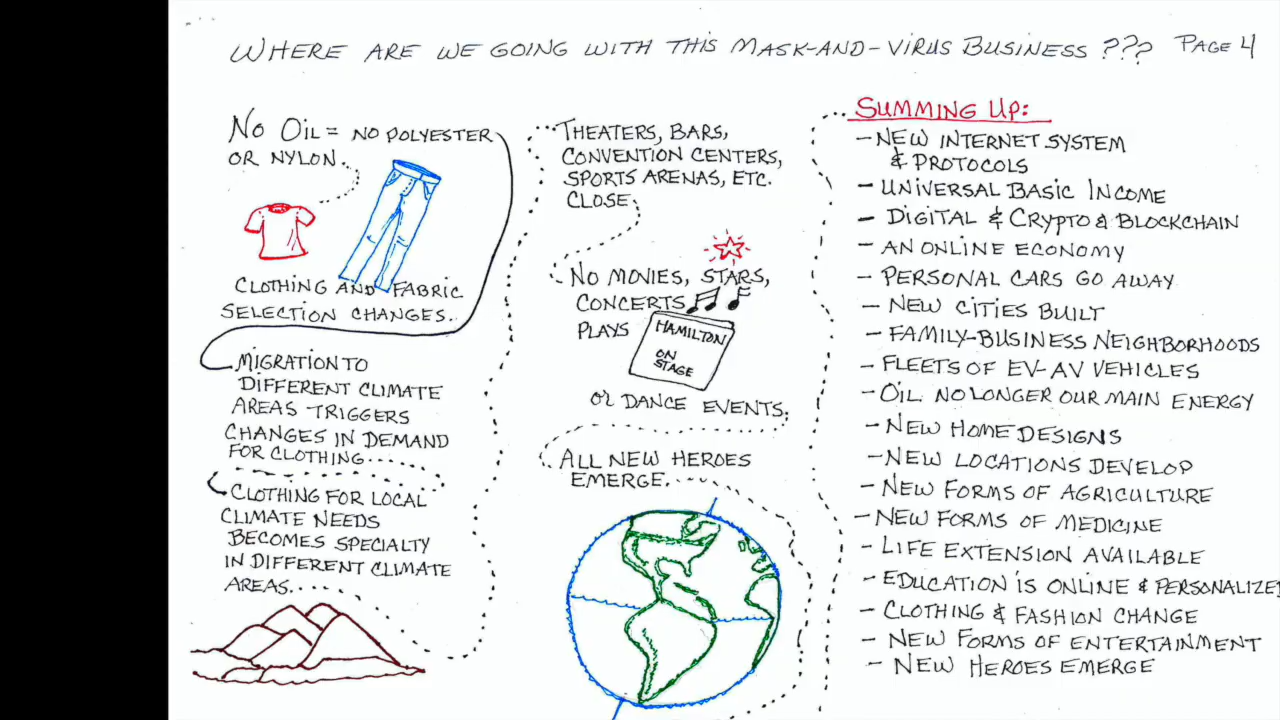 WHERE ARE WE GOING WITH THIS MASK-AND-VIRUS BUSINESS ??? PAGE 4
NO OIL = NO POLYESTER
OR NYLON.
CLOTHING AND FABRIC
SELECTION CHANGES.
MIGRATION TO
DIFFERENT CLIMATE
AREAS TRIGGERS
CHANGES IN DEMAND
FOR CLOTHING
CLOTHING FOR LOCAL
CLIMATE NEEDS
BECOMES SPECIALTY
IN DIFFERENT CLIMATE
AREAS.
THEATERS, BARS,
CONVENTION CENTERS,
SPORTS ARENAS, ETC.
CLOSE
NO MOVIES, STARS,
CONCERTS
PLAYS
HAMILTON
ON
STAGE
Or DANCE EVENTS.
ALL NEW HEROES
EMERGE.
SUMMING UP:
- NEW INTERNET SYSTEM
& PROTOCOLS
- UNIVERSAL BASIC INCOME
- DIGITAL & CRYPTO & BLOCKCHAIN
- AN ONLINE ECONOMY
- PERSONAL CARS GO AWAY
- NEW CITIES BUILT
- FAMILY-BUSINESS NEIGHBORHOODS
- FLEETS OF EV-AV VEHICLES
- OIL NO LONGER OUR MAIN ENERGY
- NEW HOME DESIGNS
- NEW LOCATIONS DEVELOP
- NEW FORMS OF AGRICULTURE
- NEW FORMS OF MEDICINE
- LIFE EXTENSION AVAILABLE
- EDUCATION IS ONLINE & PERSONALIZE
- CLOTHING & FASHION CHANGE
- NEW FORMS OF ENTERTAINMENT
- NEW HEROES EMERGE